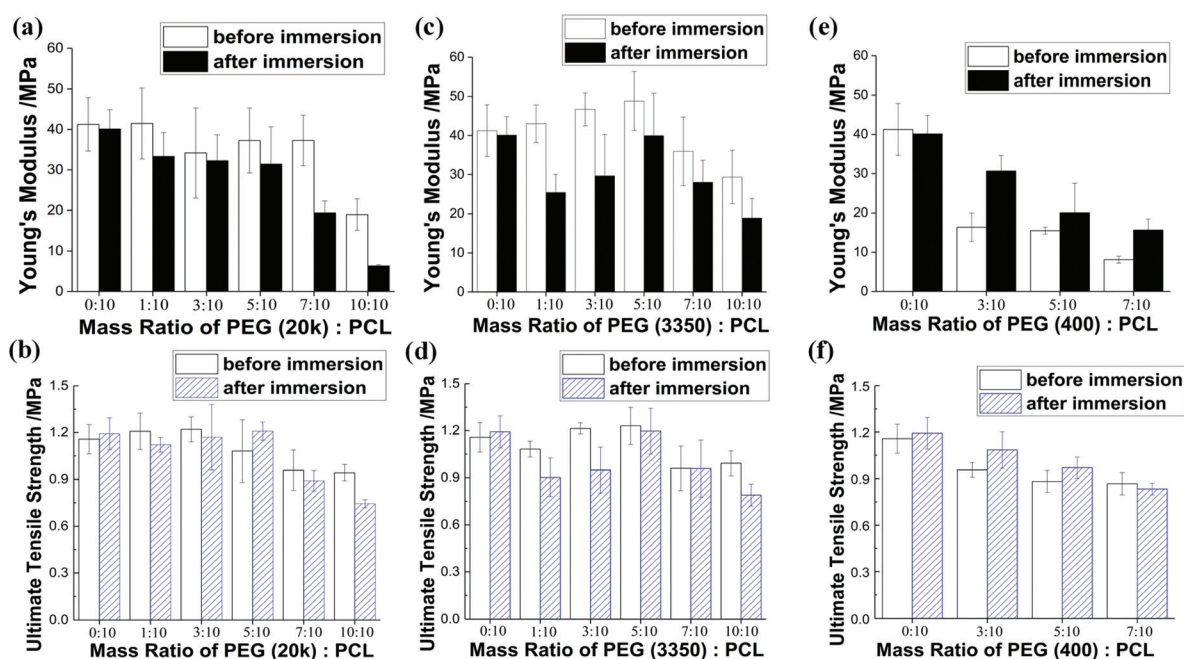 (a)
before immersion
after immersion
Young's Modulus /MPa
60
50
40
30
20
10
0
0:10 1:10 3:10 5:10 7:10 10:10
Mass Ratio of PEG (20k) : PCL
(c)
before immersion
after immersion
Young's Modulus /MPa
60
50
40
30
20
10
0
0:10 1:10 3:10 5:10 7:10 10:10
Mass Ratio of PEG (3350) : PCL
(e)
before immersion
after immersion
Young's Modulus /MPa
60
50
40
30
20
10
0
0:10 3:10 5:10 7:10
Mass Ratio of PEG (400) : PCL
(b)
before immersion
after immersion
Ultimate Tensile Strength /MPa
1.5
1.2
0.9
0.6
0.3
0.0
0:10 1:10 3:10 5:10 7:10 10:10
Mass Ratio of PEG (20k) : PCL
(d)
before immersion
after immersion
Ultimate Tensile Strength /MPa
1.5
1.2
0.9
0.6
0.3
0.0
0:10 1:10 3:10 5:10 7:10 10:10
Mass Ratio of PEG (3350) : PCL
(f)
before immersion
after immersion
Ultimate Tensile Strength /MPa
1.5
1.2
0.9
0.6
0.3
0.0
0:10 3:10 5:10 7:10
Mass Ratio of PEG (400) : PCL